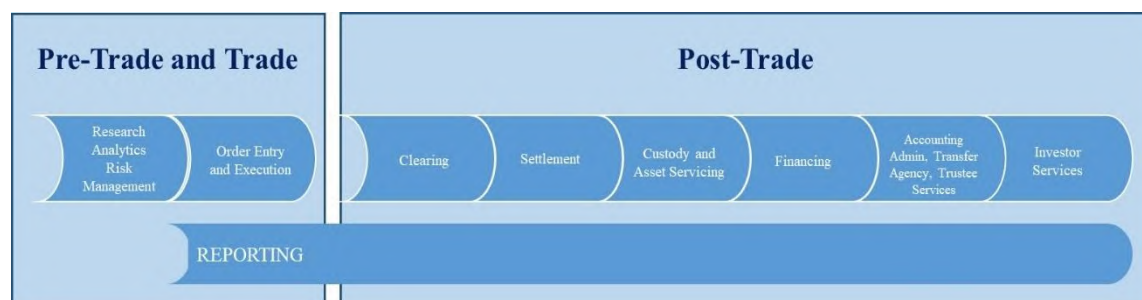 Pre-Trade and Trade
Post-Trade
Research
Analytics
Risk
Management
Order Entry
and Execution
Clearing
Settlement
Custody and
Asset Servicing
Financing
Accounting
Admin, Transfer
Agency, Trustee
Services
Investor
Services
REPORTING